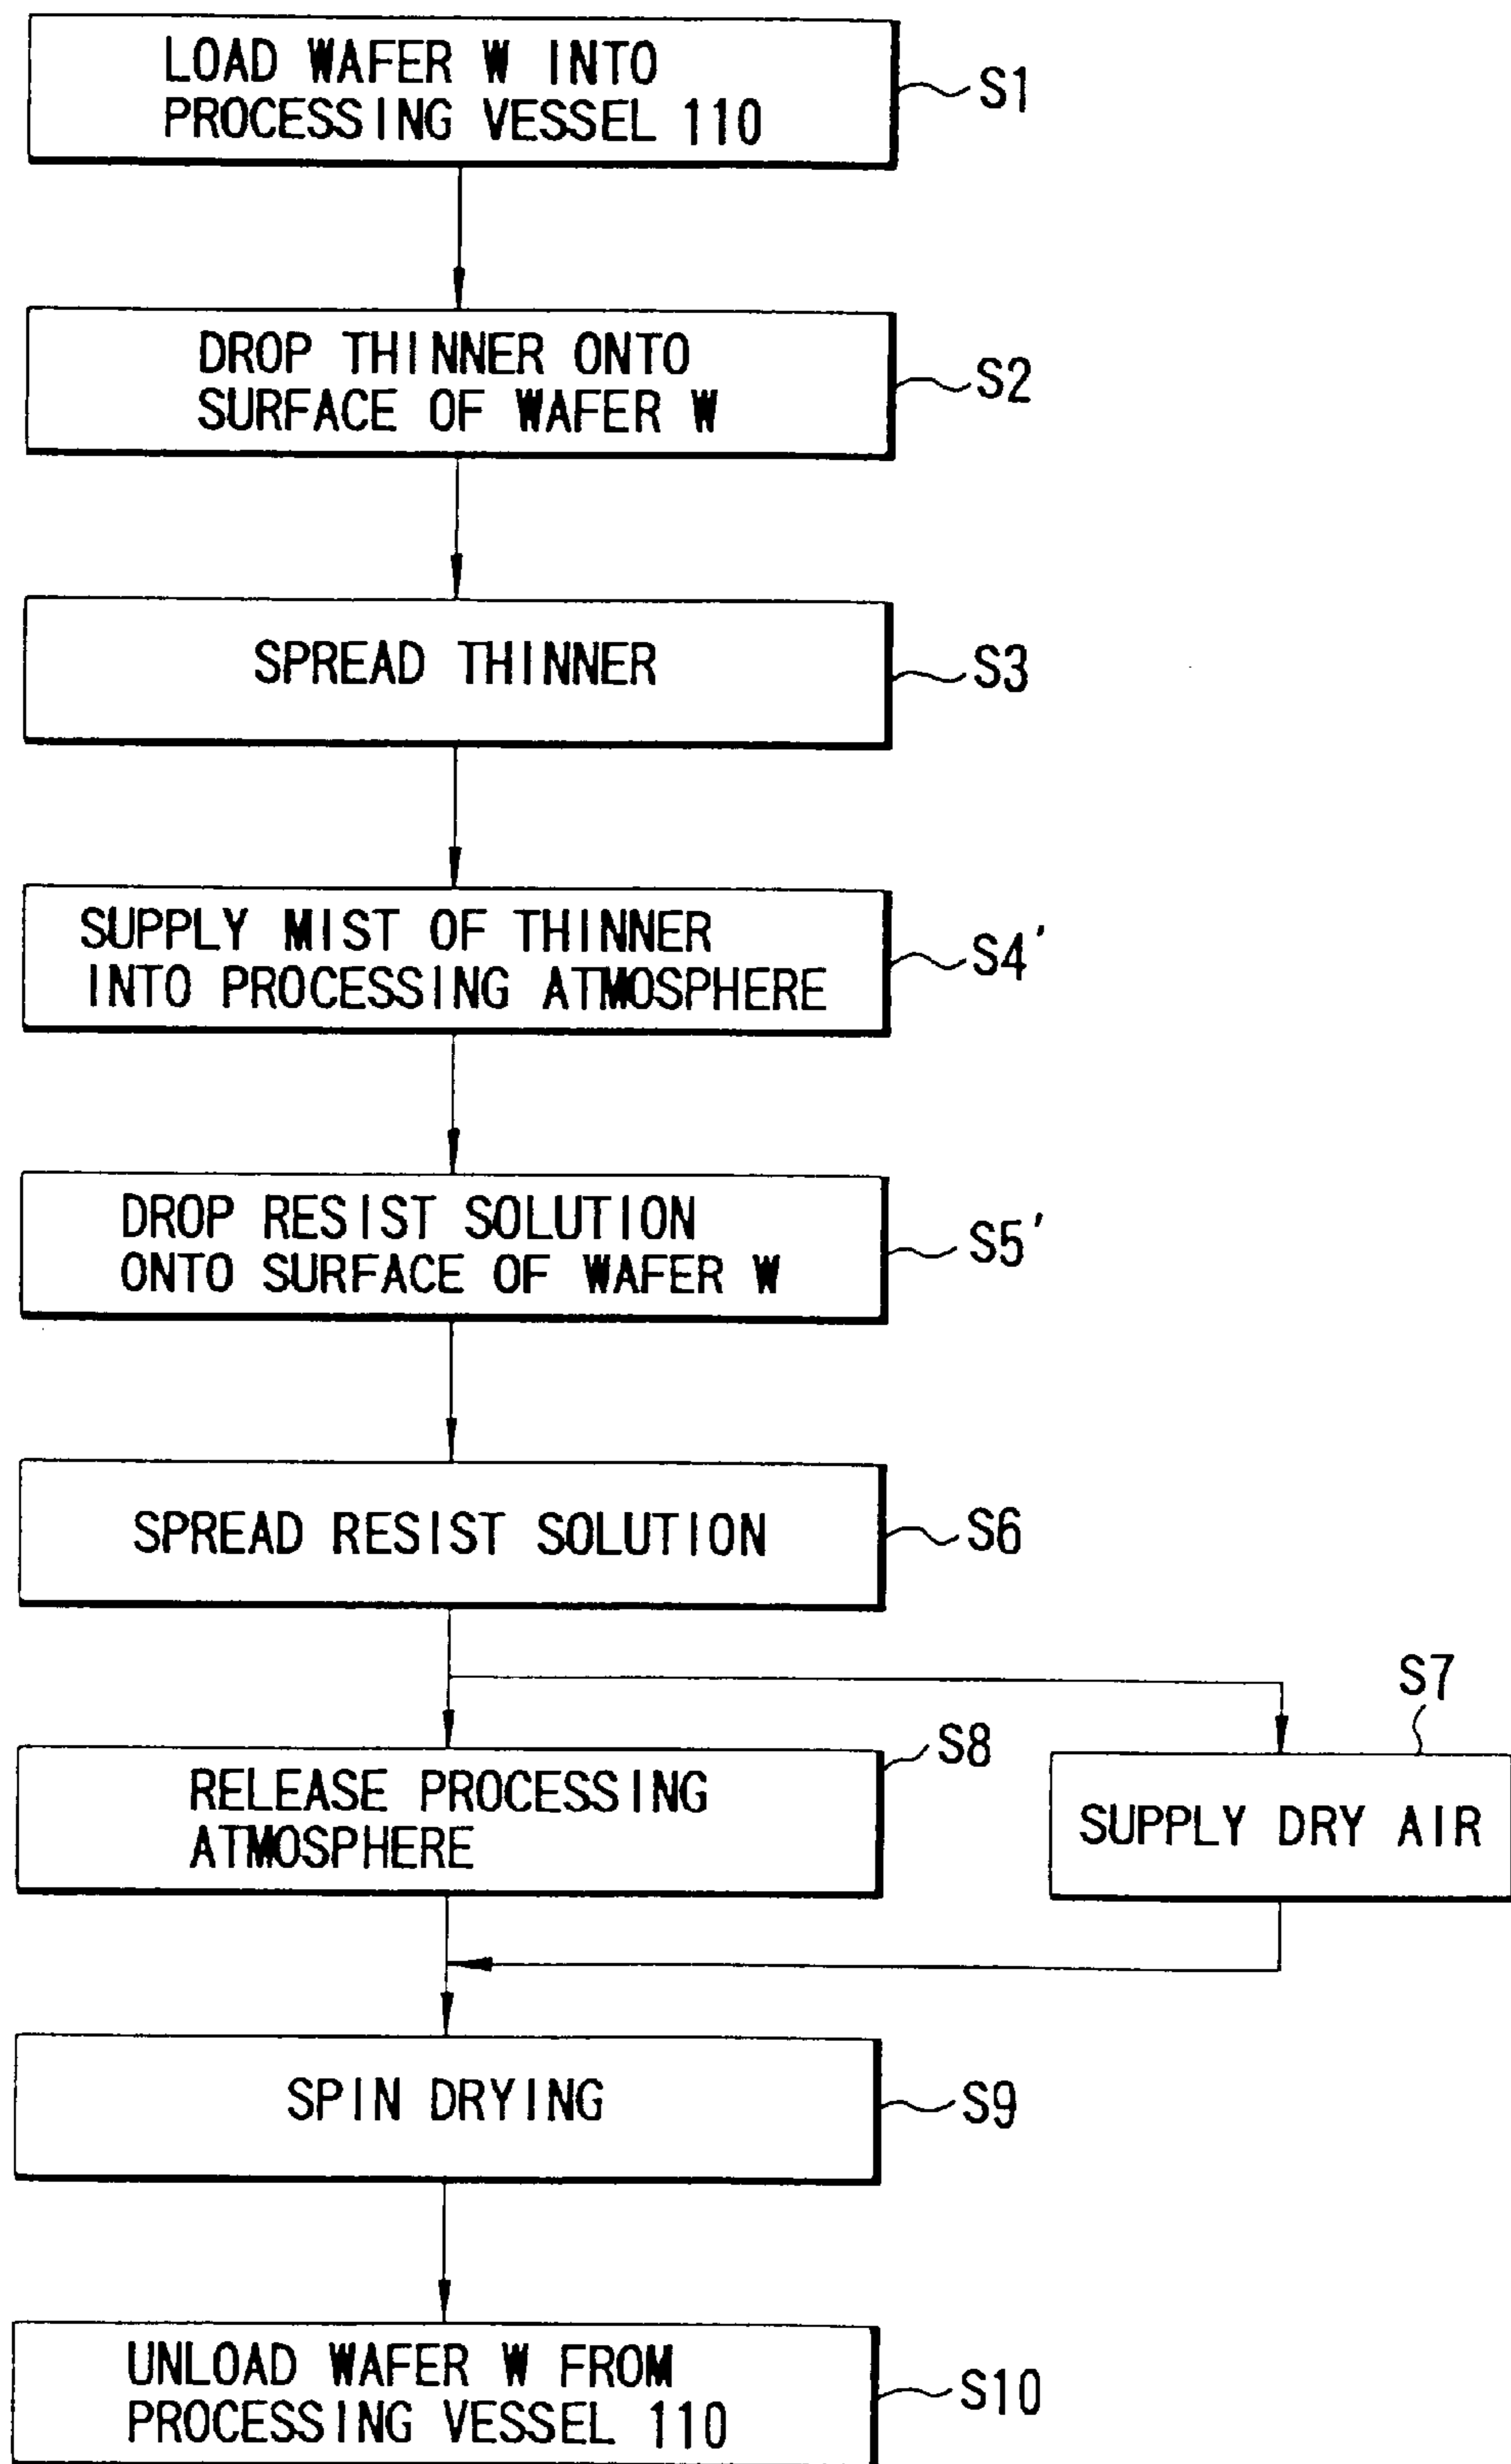 LOAD WAFER W INTO
PROCESSING VESSEL 110
S1
DROP THINNER ONTO
SURFACE OF WAFER W
S2
SPREAD THINNER
S3
SUPPLY MIST OF THINNER
INTO PROCESSING ATMOSPHERE
S4'
DROP RESIST SOLUTION
ONTO SURFACE OF WAFER W
S5'
SPREAD RESIST SOLUTION
S6
S7
S8
RELEASE PROCESSING
ATMOSPHERE
SUPPLY DRY AIR
SPIN DRYING
S9
UNLOAD WAFER W FROM
PROCESSING VESSEL 110
S10